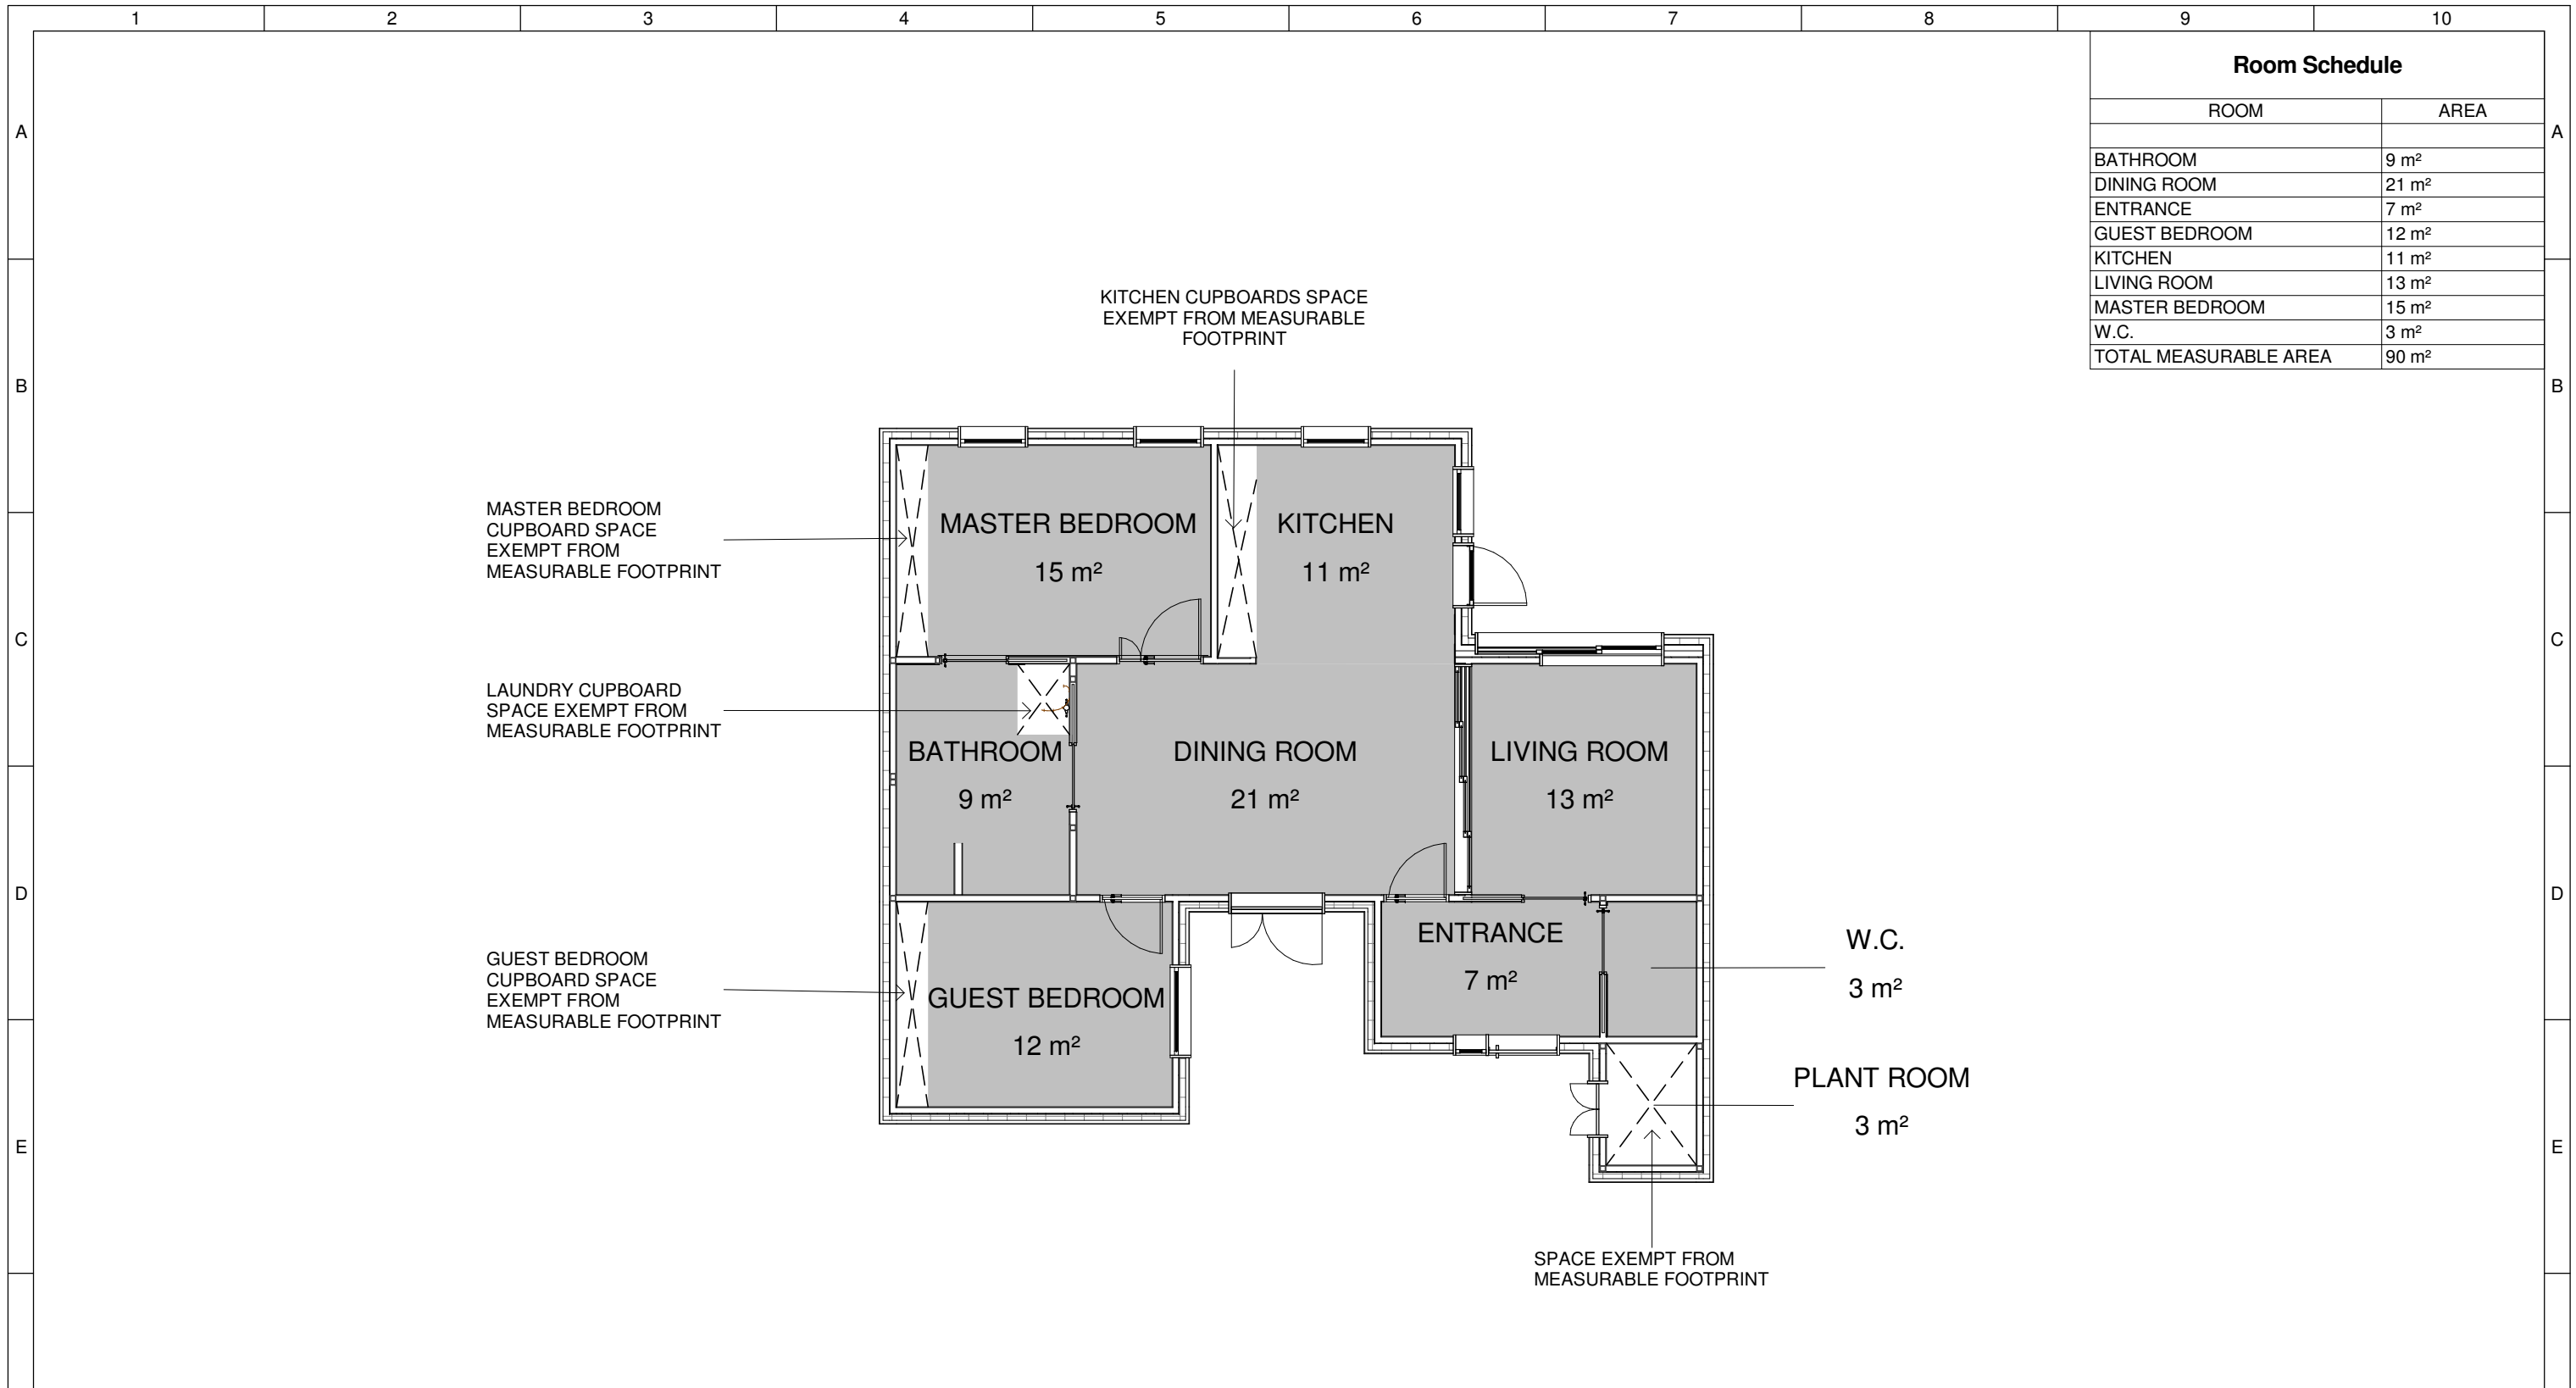 1 2 3 4 5 6 7 8 9 10
A
B
C
D
E
A
B
C
D
E
Room Schedule
ROOM AREA
BATHROOM 9 m²
DINING ROOM 21 m²
ENTRANCE 7 m²
GUEST BEDROOM 12 m²
KITCHEN 11 m²
LIVING ROOM 13 m²
MASTER BEDROOM 15 m²
W.C. 3 m²
TOTAL MEASURABLE AREA 90 m²
KITCHEN CUPBOARDS SPACE
EXEMPT FROM MEASURABLE
FOOTPRINT
MASTER BEDROOM
CUPBOARD SPACE
EXEMPT FROM
MEASURABLE FOOTPRINT
MASTER BEDROOM
15 m²
KITCHEN
11 m²
LAUNDRY CUPBOARD
SPACE EXEMPT FROM
MEASURABLE FOOTPRINT
BATHROOM
9 m²
DINING ROOM
21 m²
LIVING ROOM
13 m²
GUEST BEDROOM
CUPBOARD SPACE
EXEMPT FROM
MEASURABLE FOOTPRINT
GUEST BEDROOM
12 m²
ENTRANCE
7 m²
W.C.
3 m²
PLANT ROOM
3 m²
SPACE EXEMPT FROM
MEASURABLE FOOTPRINT